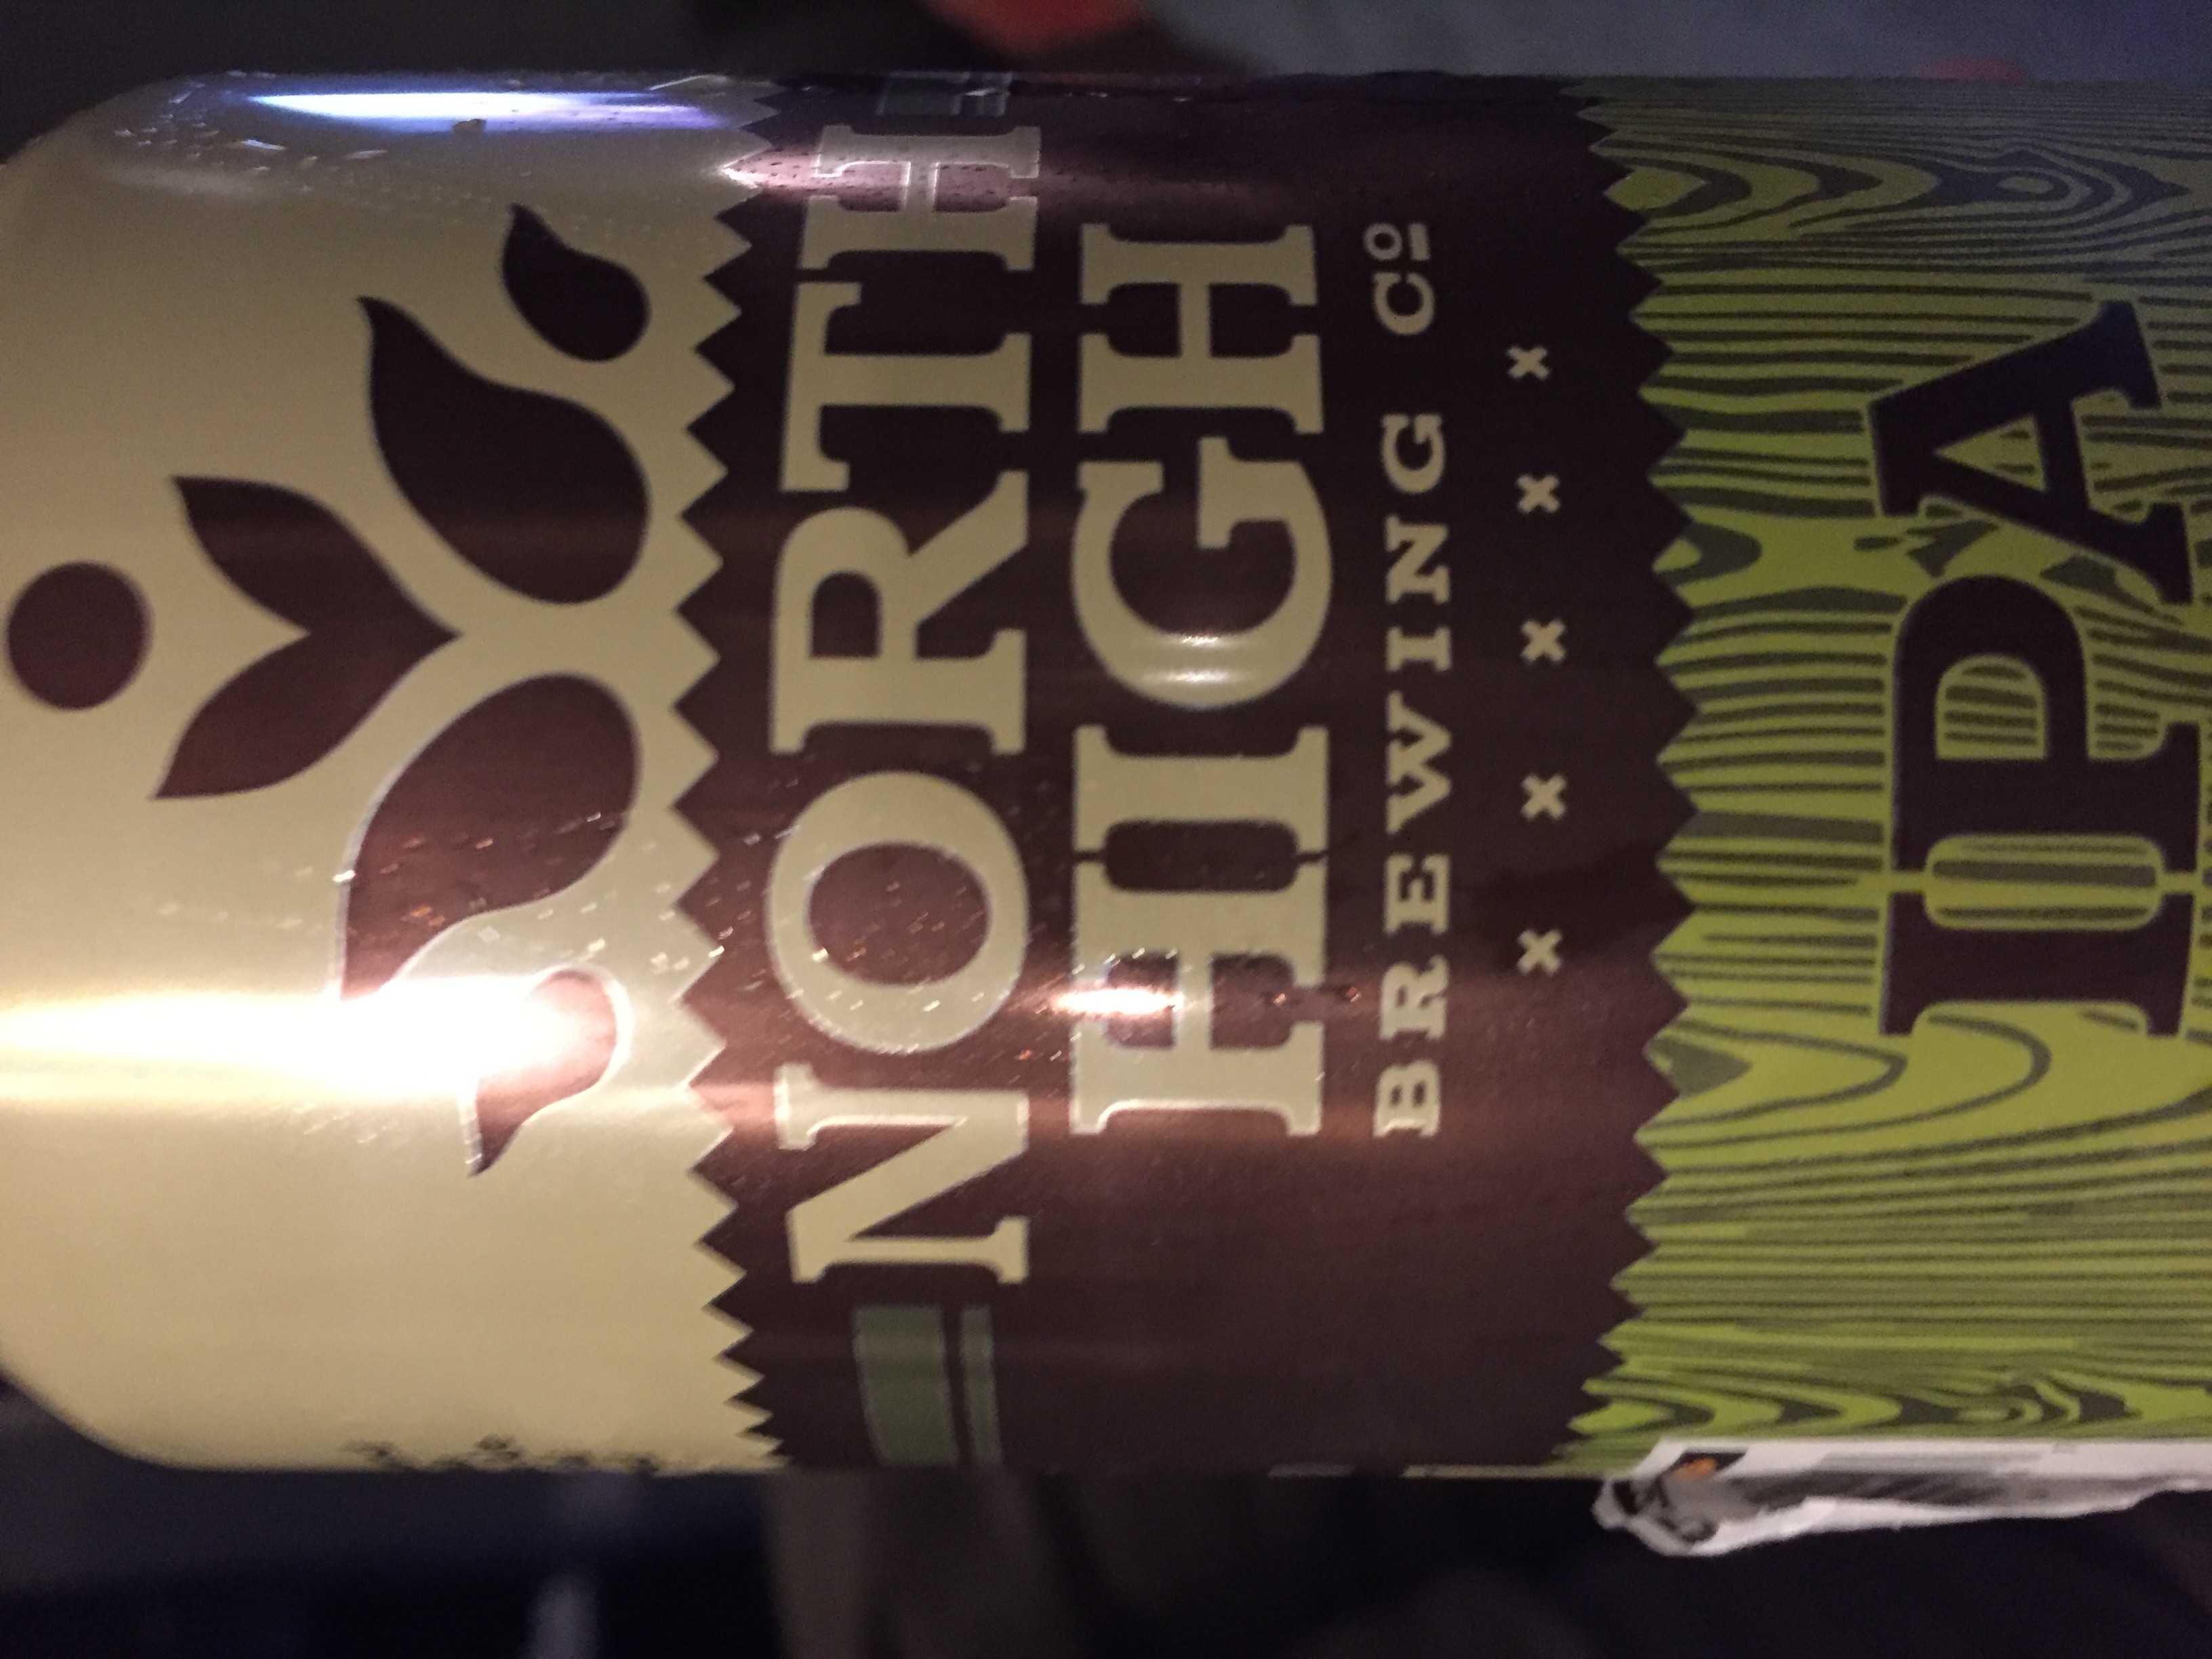 NORTH
HIGH
BREWING Cº
x x x x x
IPA